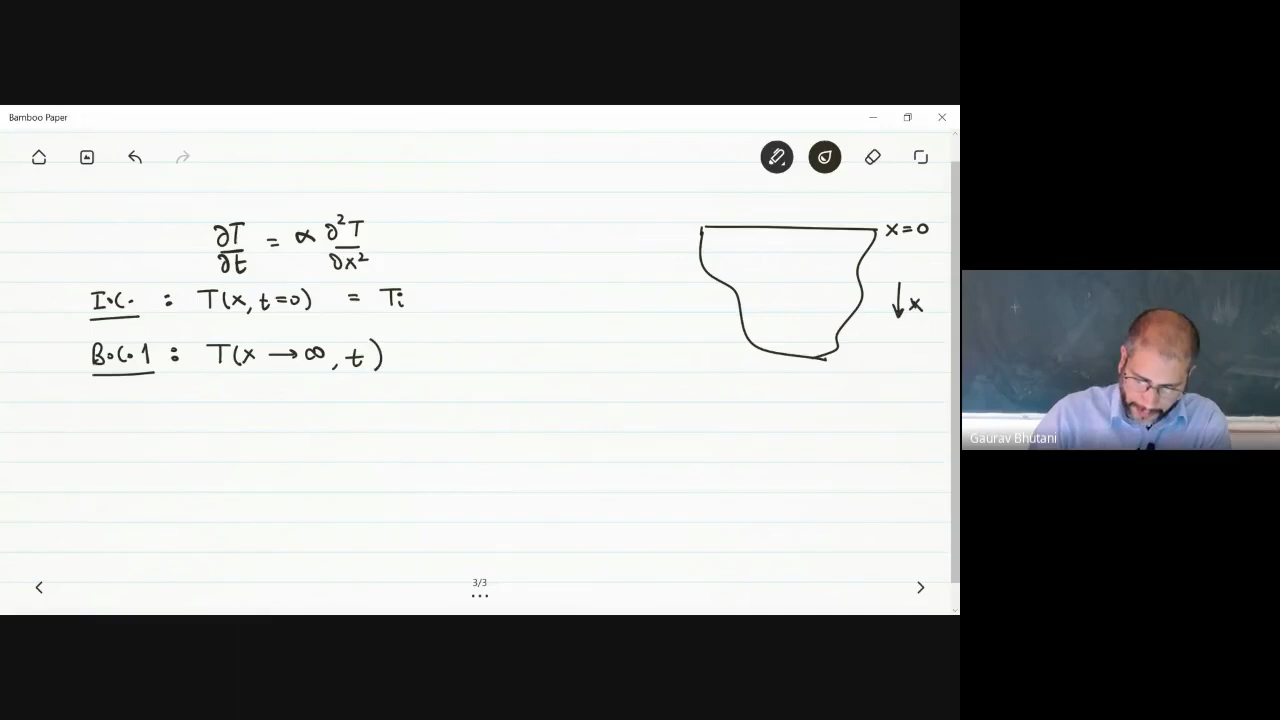 Bamboo Paper
∂T/∂t = α ∂²T/∂x²
I.C. : T(x, t=0) = Ti
B.C.1 : T(x → ∞, t)
x=0
↓x
Gaurav Bhutani
3/3